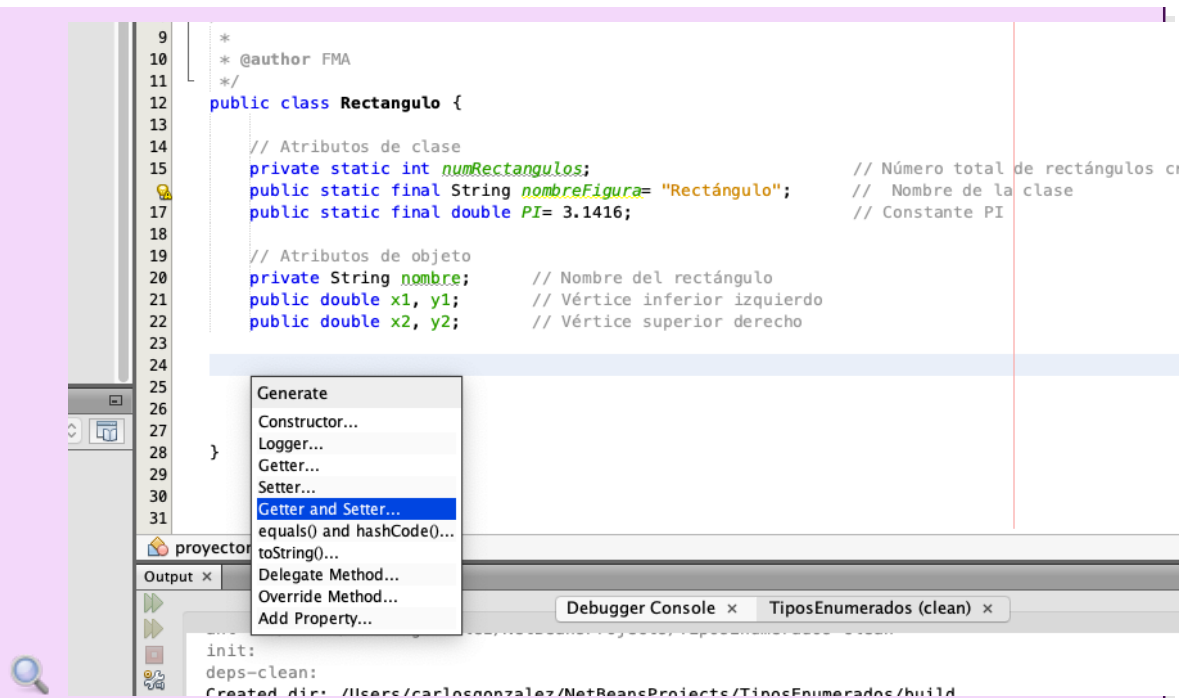 9 *
10 * @author FMA
11 */
12 public class Rectangulo {
13
14 // Atributos de clase
15 private static int numRectangulos; // Número total de rectángulos cr
public static final String nombreFigura= "Rectángulo"; // Nombre de la clase
17 public static final double PI= 3.1416; // Constante PI
18
19 // Atributos de objeto
20 private String nombre; // Nombre del rectángulo
21 public double x1, y1; // Vértice inferior izquierdo
22 public double x2, y2; // Vértice superior derecho
23
24
25
26
27
28 }
29
30
31
Generate
Constructor...
Logger...
Getter...
Setter...
Getter and Setter...
equals() and hashCode()...
toString()...
Delegate Method...
Override Method...
Add Property...
proyector
Output ×
Debugger Console × TiposEnumerados (clean) ×
init:
deps-clean:
Created dir: /Users/carlosgonzalez/NetBeansProjects/TiposEnumerados/build